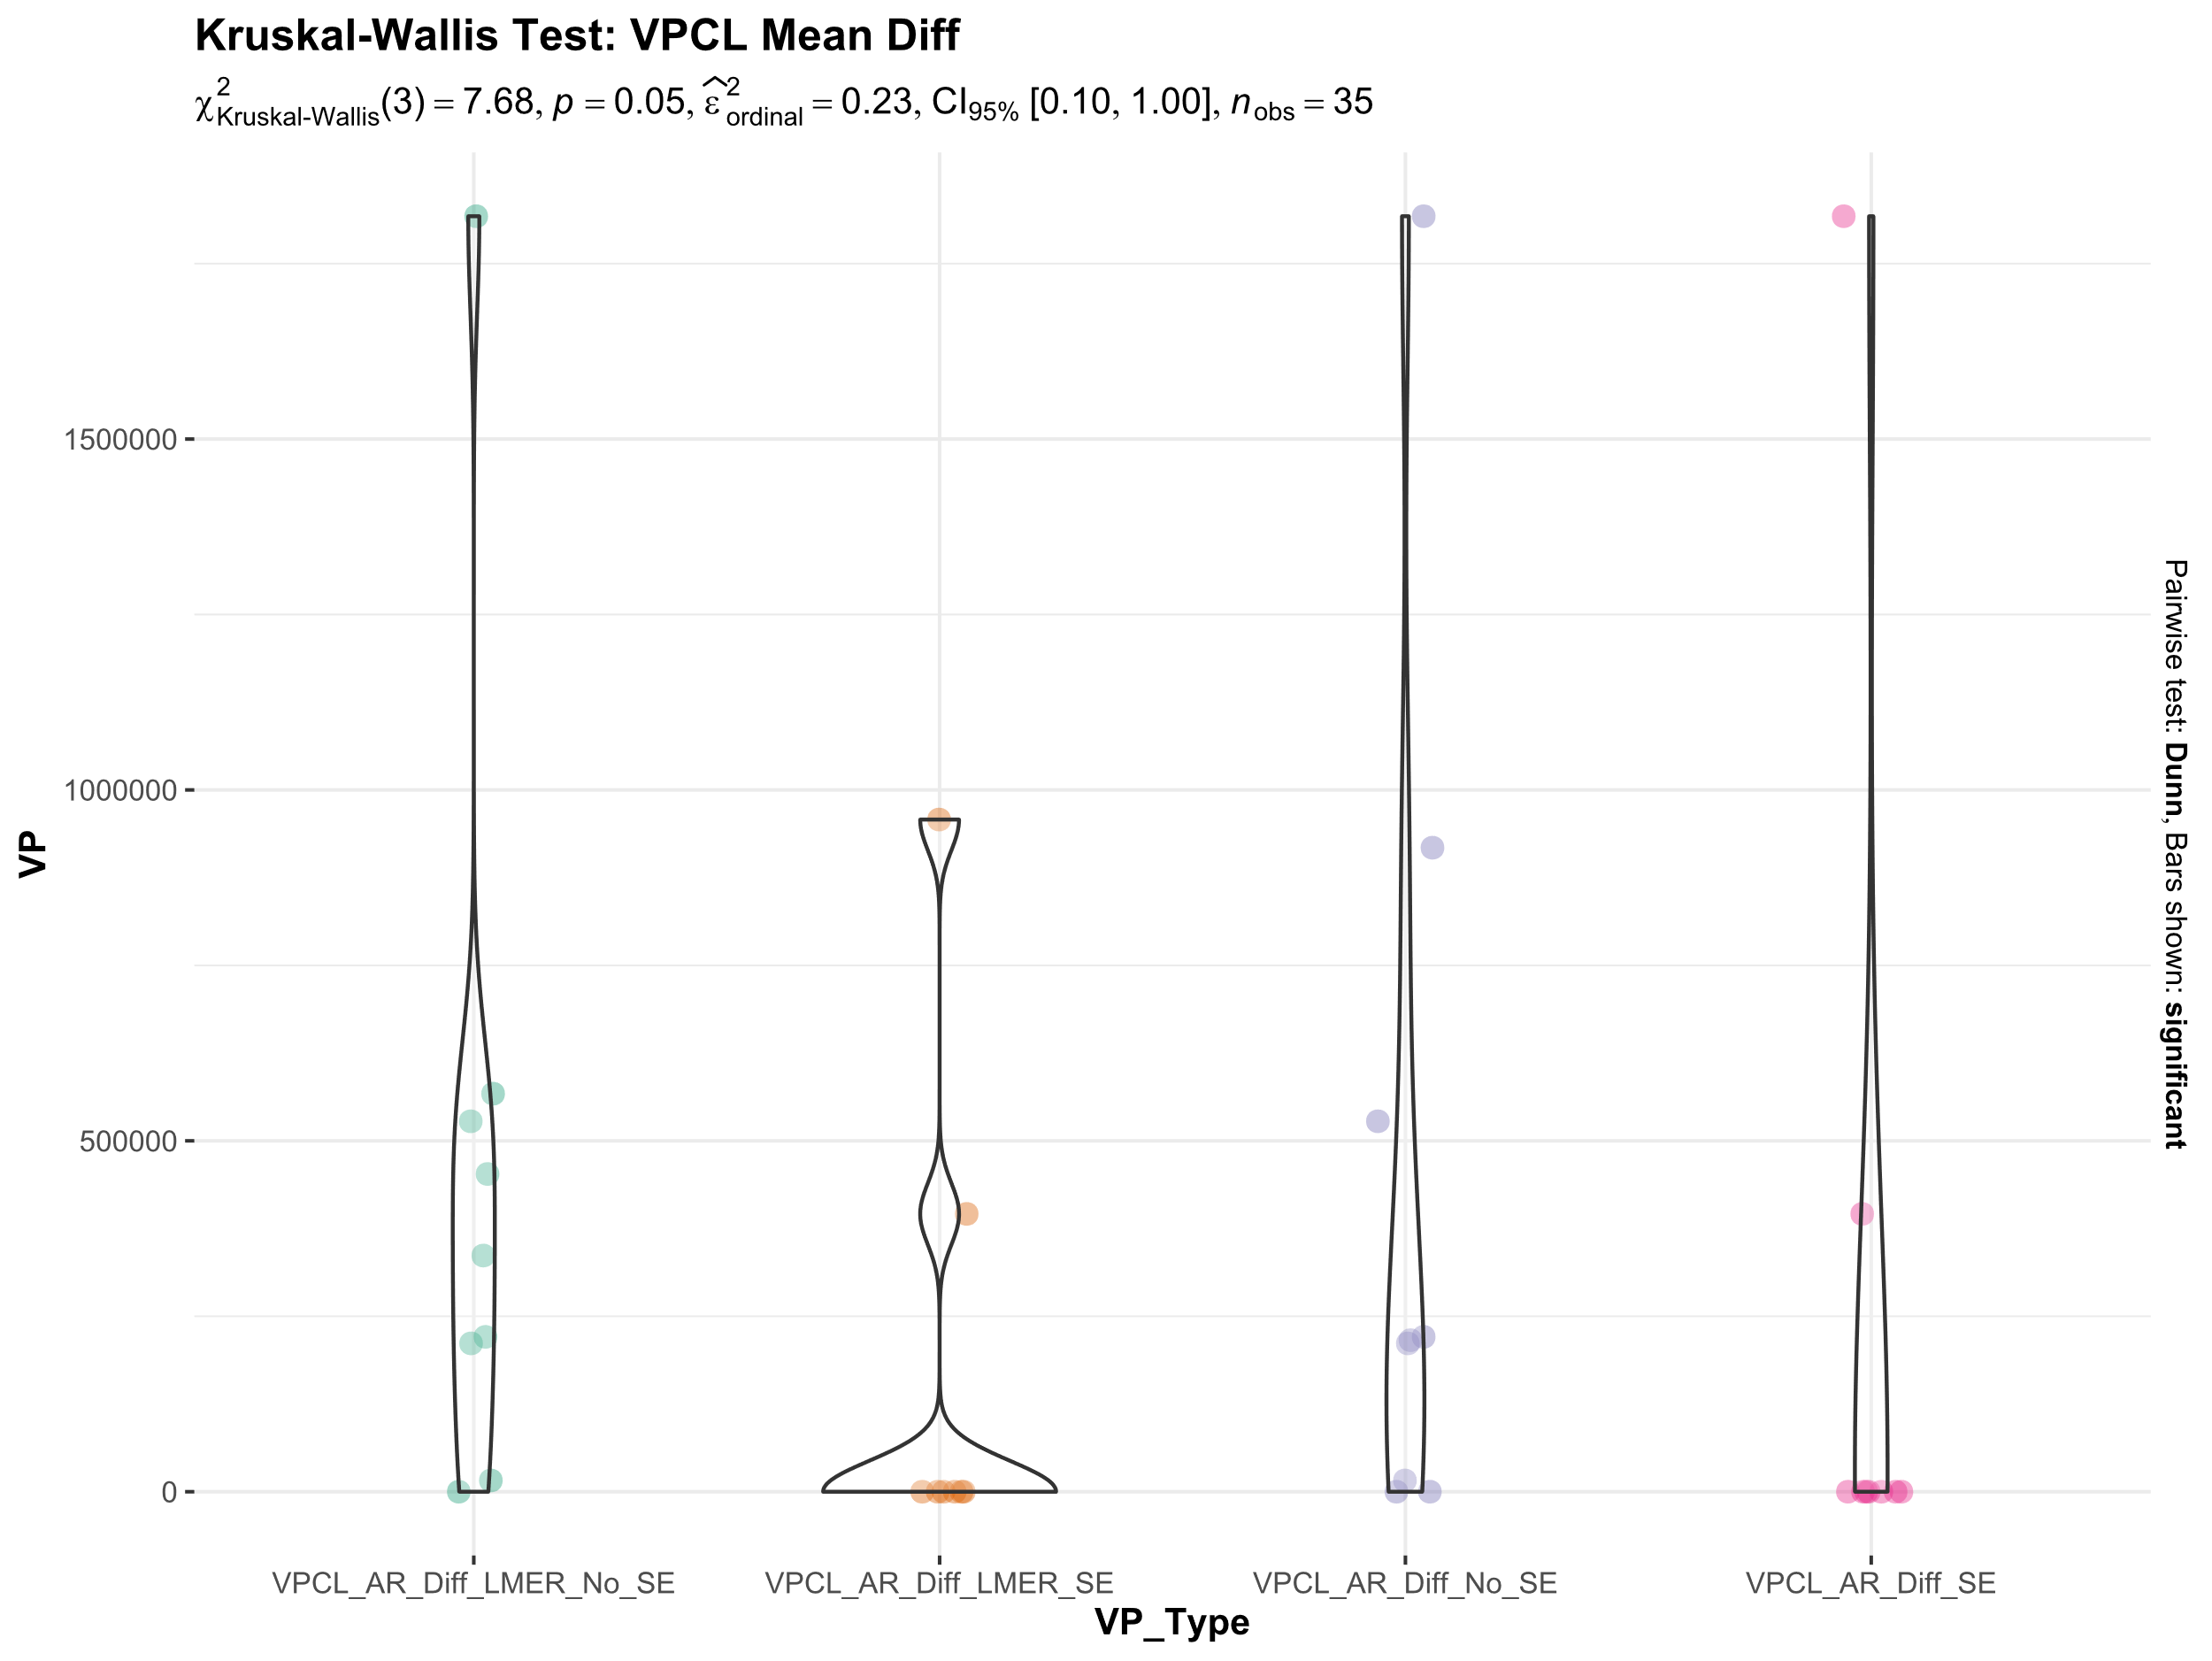 Kruskal-Wallis Test: VPCL Mean Diff
χ²Kruskal-Wallis(3) = 7.68, p = 0.05, ε̂²ordinal = 0.23, CI95% [0.10, 1.00], nobs = 35
VP
1500000
1000000
500000
0
VPCL_AR_Diff_LMER_No_SE
VPCL_AR_Diff_LMER_SE
VPCL_AR_Diff_No_SE
VPCL_AR_Diff_SE
VP_Type
Pairwise test: Dunn, Bars shown: significant